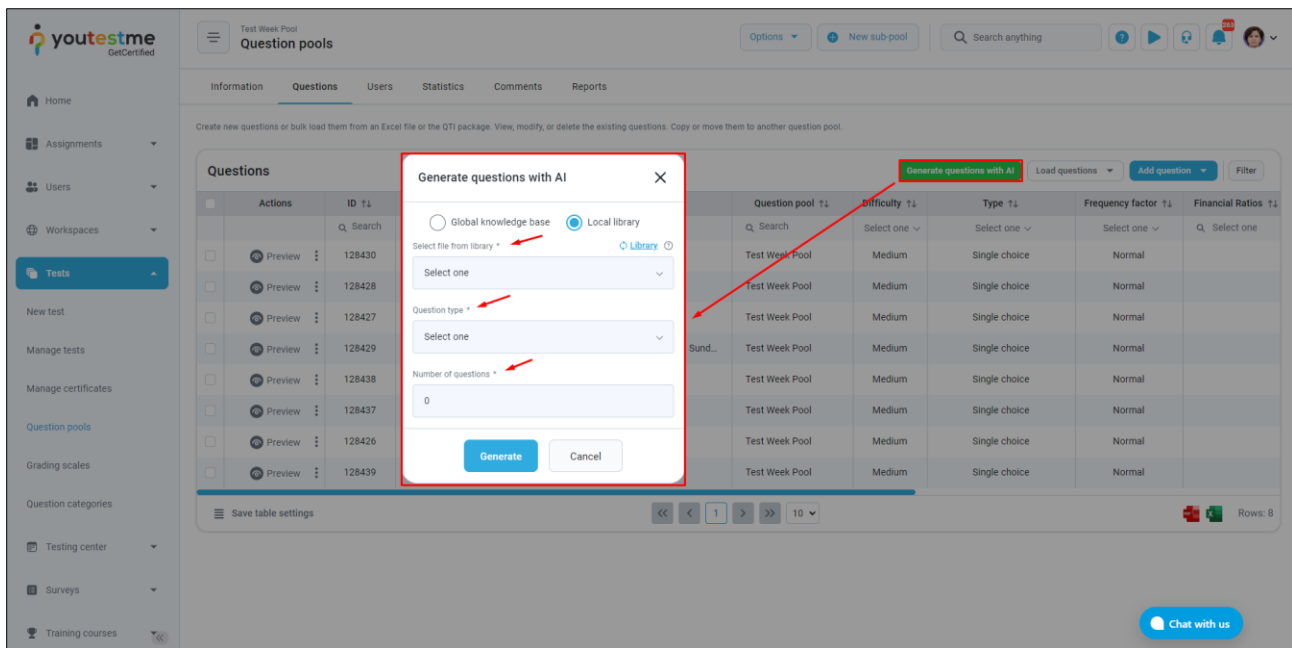 youtestme
GetCertified
Test Week Pool
Question pools
Options
New sub-pool
Search anything
Home
Assignments
Users
Workspaces
Tests
New test
Manage tests
Manage certificates
Question pools
Grading scales
Question categories
Testing center
Surveys
Training courses
Information Questions Users Statistics Comments Reports
Create new questions or bulk load them from an Excel file or the QTI package. View, modify, or delete the existing questions. Copy or move them to another question pool.
Questions
Generate questions with AI Load questions Add question Filter
Actions ID Question pool Difficulty Type Frequency factor Financial Ratios
Search Search Select one Select one Select one Select one
Preview 128430 Test Week Pool Medium Single choice Normal
Preview 128428 Test Week Pool Medium Single choice Normal
Preview 128427 Test Week Pool Medium Single choice Normal
Preview 128429 Sund... Test Week Pool Medium Single choice Normal
Preview 128438 Test Week Pool Medium Single choice Normal
Preview 128437 Test Week Pool Medium Single choice Normal
Preview 128426 Test Week Pool Medium Single choice Normal
Preview 128439 Test Week Pool Medium Single choice Normal
Generate questions with AI
Global knowledge base Local library
Select file from library * Library
Select one
Question type *
Select one
Number of questions *
0
Generate Cancel
Save table settings
<< < 1 > >> 10
Rows: 8
Chat with us